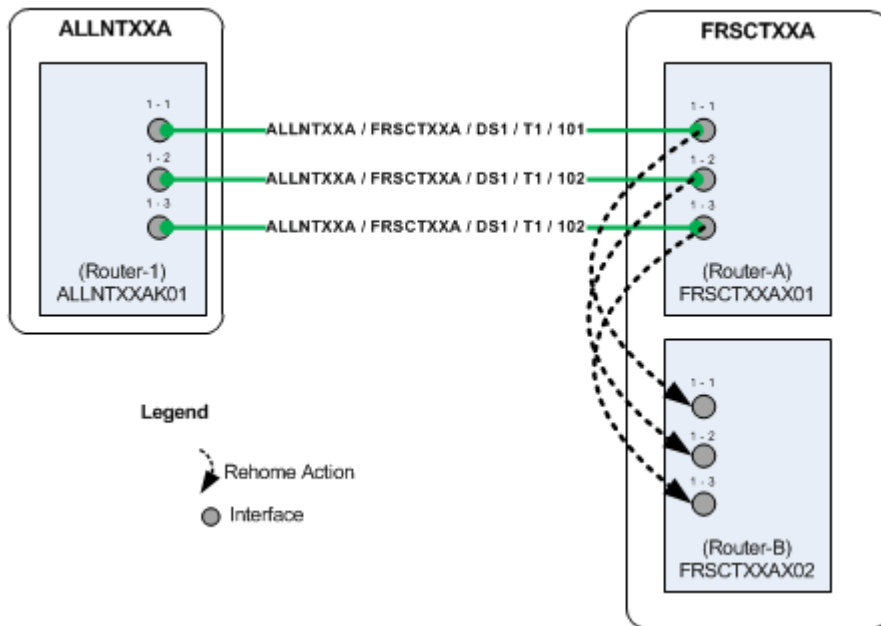 ALLNTXXA
1 - 1
1 - 2
1 - 3
(Router-1)
ALLNTXXAK01
ALLNTXXA / FRSCTXXA / DS1 / T1 / 101
ALLNTXXA / FRSCTXXA / DS1 / T1 / 102
ALLNTXXA / FRSCTXXA / DS1 / T1 / 102
FRSCTXXA
1 - 1
1 - 2
1 - 3
(Router-A)
FRSCTXXAX01
1 - 1
1 - 2
1 - 3
(Router-B)
FRSCTXXAX02
Legend
Rehome Action
Interface